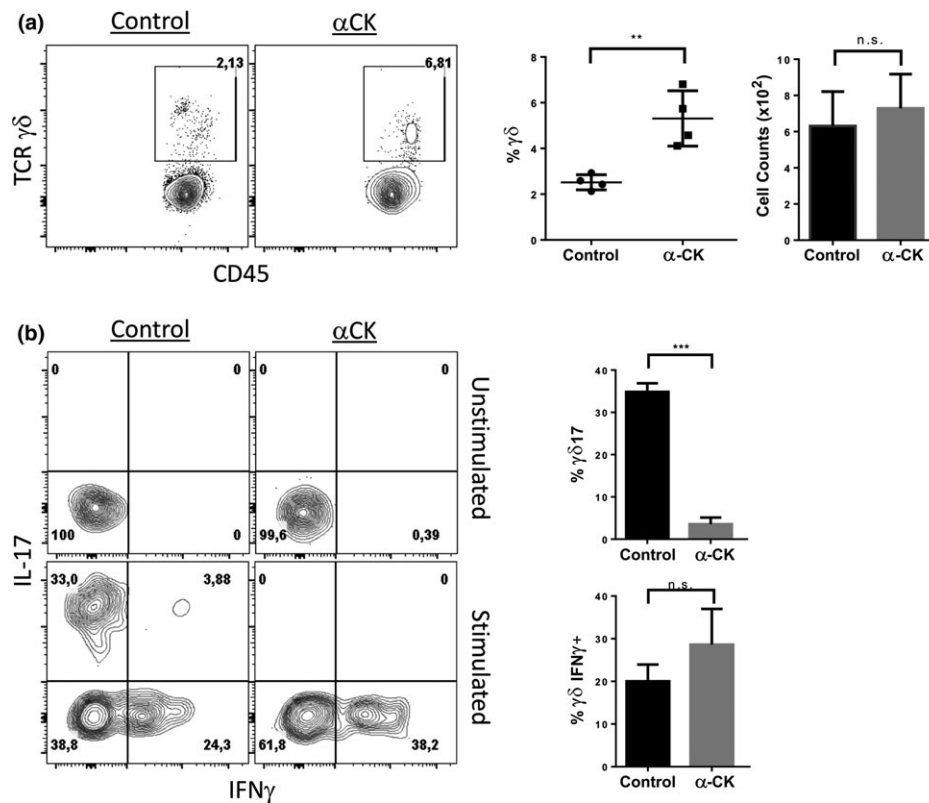 (a)
Control
αCK
2,13
6,81
TCR γδ
CD45
**
% γδ
8
6
4
2
0
Control
α-CK
n.s.
Cell Counts (x10²)
10
8
6
4
2
0
Control
α-CK
(b)
Control
αCK
0
0
0
0
100
0
99,6
0,39
Unstimulated
33,0
3,88
0
0
38,8
24,3
61,8
38,2
Stimulated
IL-17
IFNγ
***
% γδ17
40
30
20
10
0
Control
α-CK
n.s.
% γδ IFNγ+
40
30
20
10
0
Control
α-CK